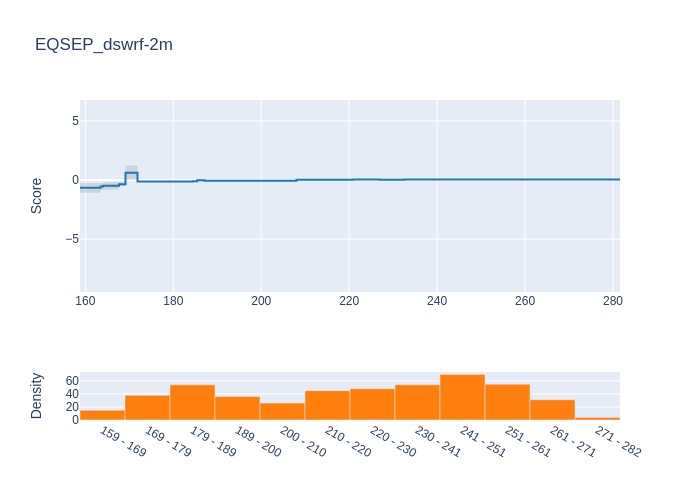 EQSEP_dswrf-2m
Score
5
0
−5
160 180 200 220 240 260 280
Density
60
40
20
0
159 - 169
169 - 179
179 - 189
189 - 200
200 - 210
210 - 220
220 - 230
230 - 241
241 - 251
251 - 261
261 - 271
271 - 282